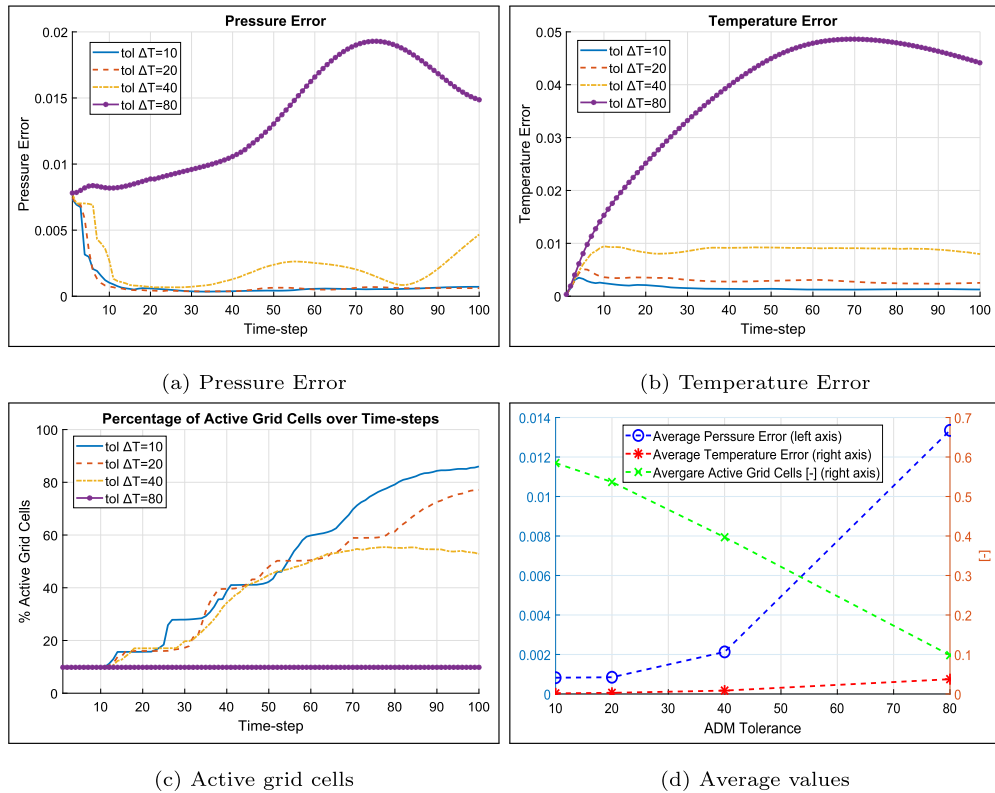 Pressure Error
0.02
0.015
0.01
0.005
0
Pressure Error
tol ΔT=10
tol ΔT=20
tol ΔT=40
tol ΔT=80
10 20 30 40 50 60 70 80 90 100
Time-step
(a) Pressure Error
Temperature Error
0.05
0.04
0.03
0.02
0.01
0
Temperature Error
tol ΔT=10
tol ΔT=20
tol ΔT=40
tol ΔT=80
10 20 30 40 50 60 70 80 90 100
Time-step
(b) Temperature Error
Percentage of Active Grid Cells over Time-steps
100
80
60
40
20
0
% Active Grid Cells
tol ΔT=10
tol ΔT=20
tol ΔT=40
tol ΔT=80
10 20 30 40 50 60 70 80 90 100
Time-step
(c) Active grid cells
0.014
0.012
0.01
0.008
0.006
0.004
0.002
0
Average Perssure Error (left axis)
Average Temperature Error (right axis)
Avergare Active Grid Cells [-] (right axis)
0.7
0.6
0.5
0.4
0.3
0.2
0.1
0
[-]
10 20 30 40 50 60 70 80
ADM Tolerance
(d) Average values